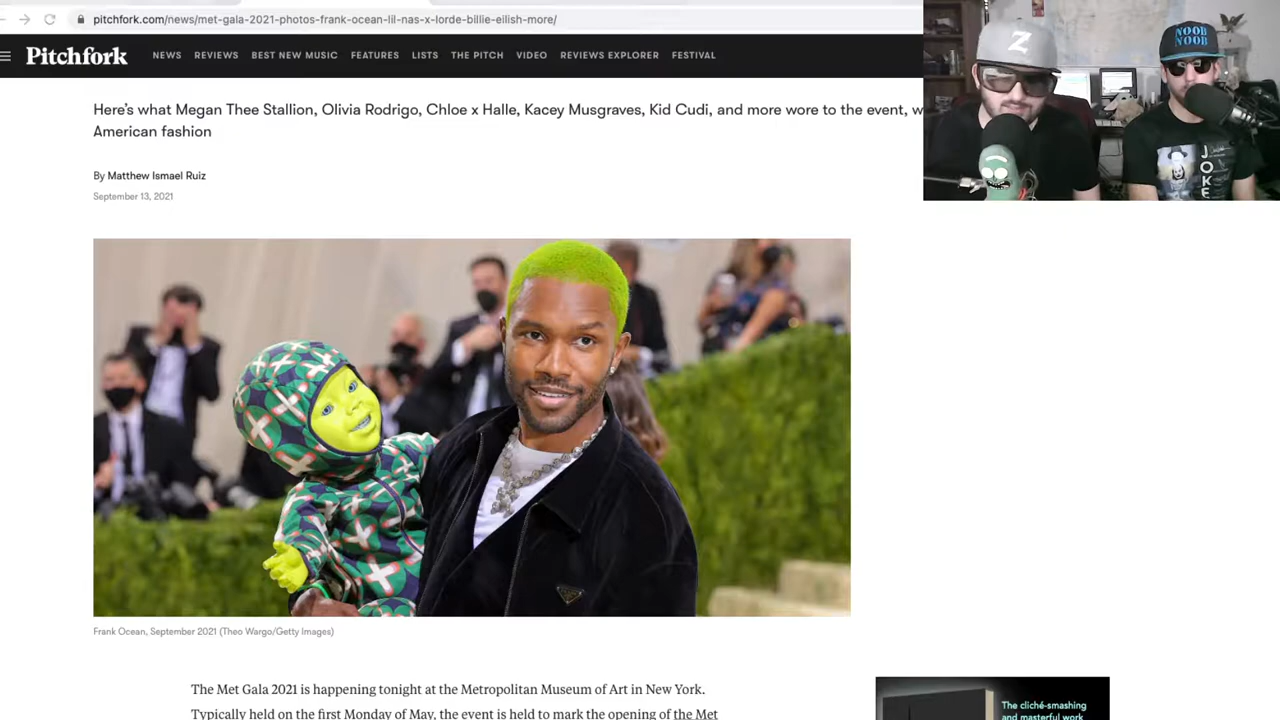 pitchfork.com/news/met-gala-2021-photos-frank-ocean-lil-nas-x-lorde-billie-eilish-more/
Pitchfork NEWS REVIEWS BEST NEW MUSIC FEATURES LISTS THE PITCH VIDEO REVIEWS EXPLORER FESTIVAL
Z
NOOB
NOOB
JOKE
Here's what Megan Thee Stallion, Olivia Rodrigo, Chloe x Halle, Kacey Musgraves, Kid Cudi, and more wore to the event, w
American fashion
By Matthew Ismael Ruiz
September 13, 2021
Frank Ocean, September 2021 (Theo Wargo/Getty Images)
The Met Gala 2021 is happening tonight at the Metropolitan Museum of Art in New York.
Typically held on the first Monday of May, the event is held to mark the opening of the Met
The cliché-smashing
and masterful work